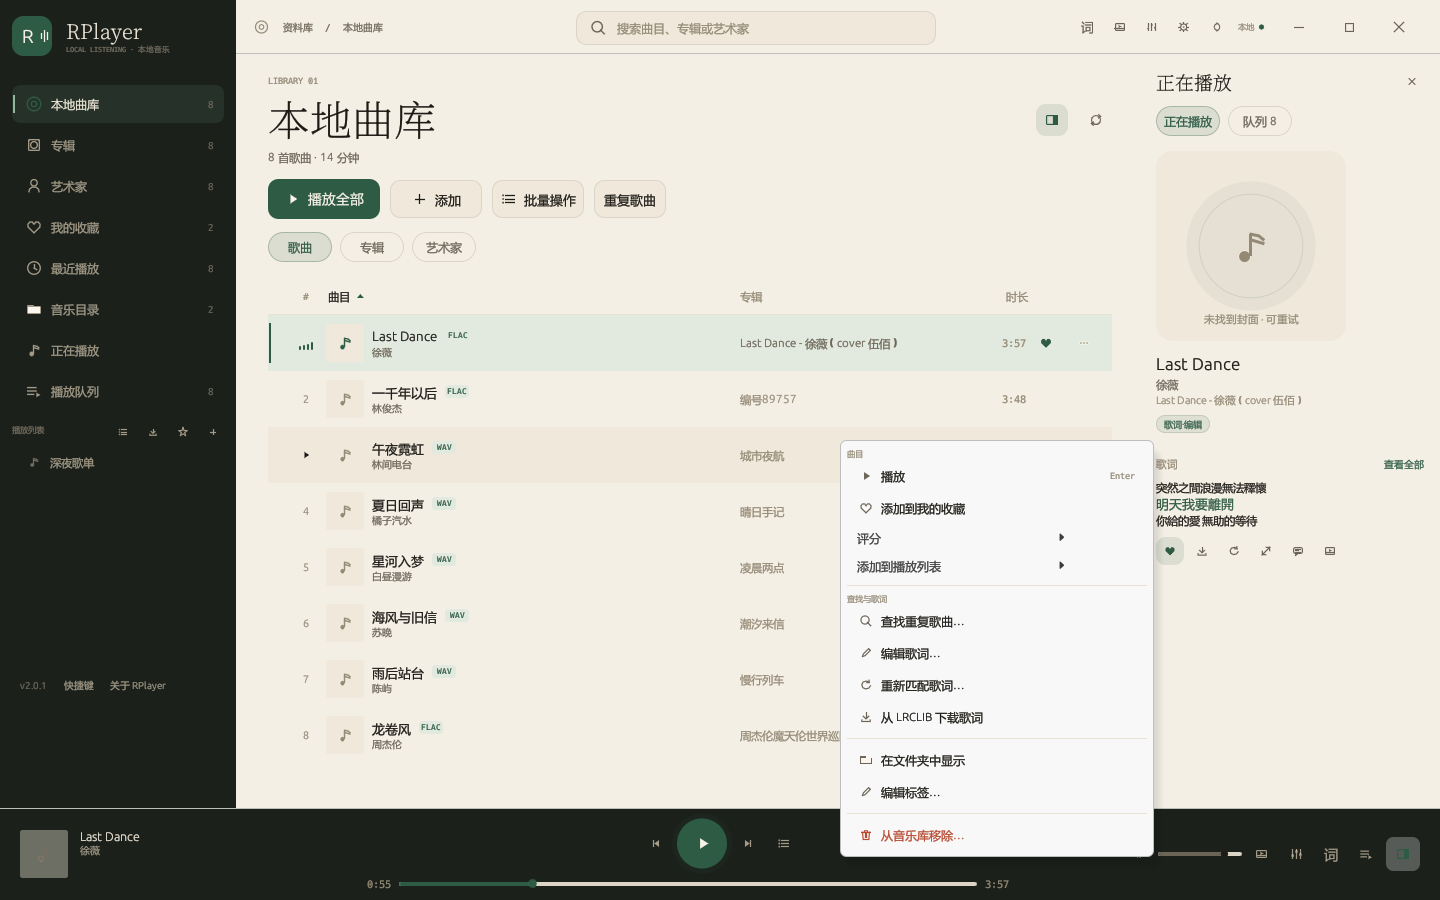 R
RPlayer
LOCAL LISTENING · 本地音乐
本地曲库 8
专辑 8
艺术家 8
我的收藏 2
最近播放 8
音乐目录 2
正在播放
播放队列 8
播放列表
深夜歌单
v2.0.1 快捷键 关于 RPlayer
资料库 / 本地曲库
搜索曲目、专辑或艺术家
词
本地
LIBRARY 01
本地曲库
8 首歌曲 · 14 分钟
播放全部
添加
批量操作
重复歌曲
歌曲
专辑
艺术家
# 曲目 专辑 时长
Last Dance FLAC
徐薇
Last Dance - 徐薇 ( cover 伍佰 )
3:57
2
一千年以后 FLAC
林俊杰
编号89757
3:48
午夜霓虹 WAV
林间电台
城市夜航
4
夏日回声 WAV
橘子汽水
晴日手记
5
星河入梦 WAV
白昼漫游
凌晨两点
6
海风与旧信 WAV
苏晚
潮汐来信
7
雨后站台 WAV
陈屿
慢行列车
8
龙卷风 FLAC
周杰伦
周杰伦魔天伦世界巡
曲目
播放 Enter
添加到我的收藏
评分
添加到播放列表
查找与歌词
查找重复歌曲...
编辑歌词...
重新匹配歌词...
从 LRCLIB 下载歌词
在文件夹中显示
编辑标签...
从音乐库移除...
正在播放
正在播放
队列 8
未找到封面 · 可重试
Last Dance
徐薇
Last Dance - 徐薇 ( cover 伍佰 )
歌词·编辑
歌词 查看全部
突然之間浪漫無法釋懷
明天我要離開
你給的愛 無助的等待
Last Dance
徐薇
0:55
3:57
词